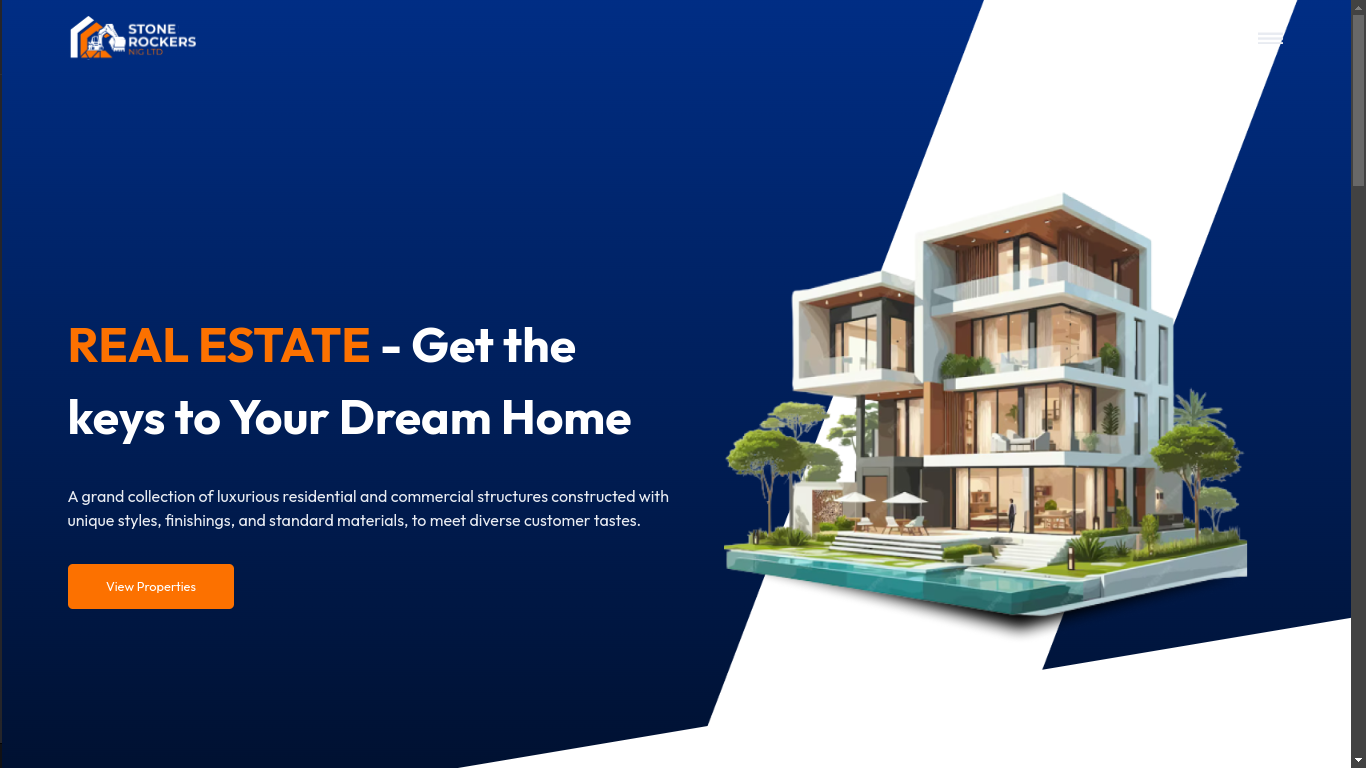 STONE
ROCKERS
NIG LTD
REAL ESTATE - Get the
keys to Your Dream Home
A grand collection of luxurious residential and commercial structures constructed with
unique styles, finishings, and standard materials, to meet diverse customer tastes.
View Properties